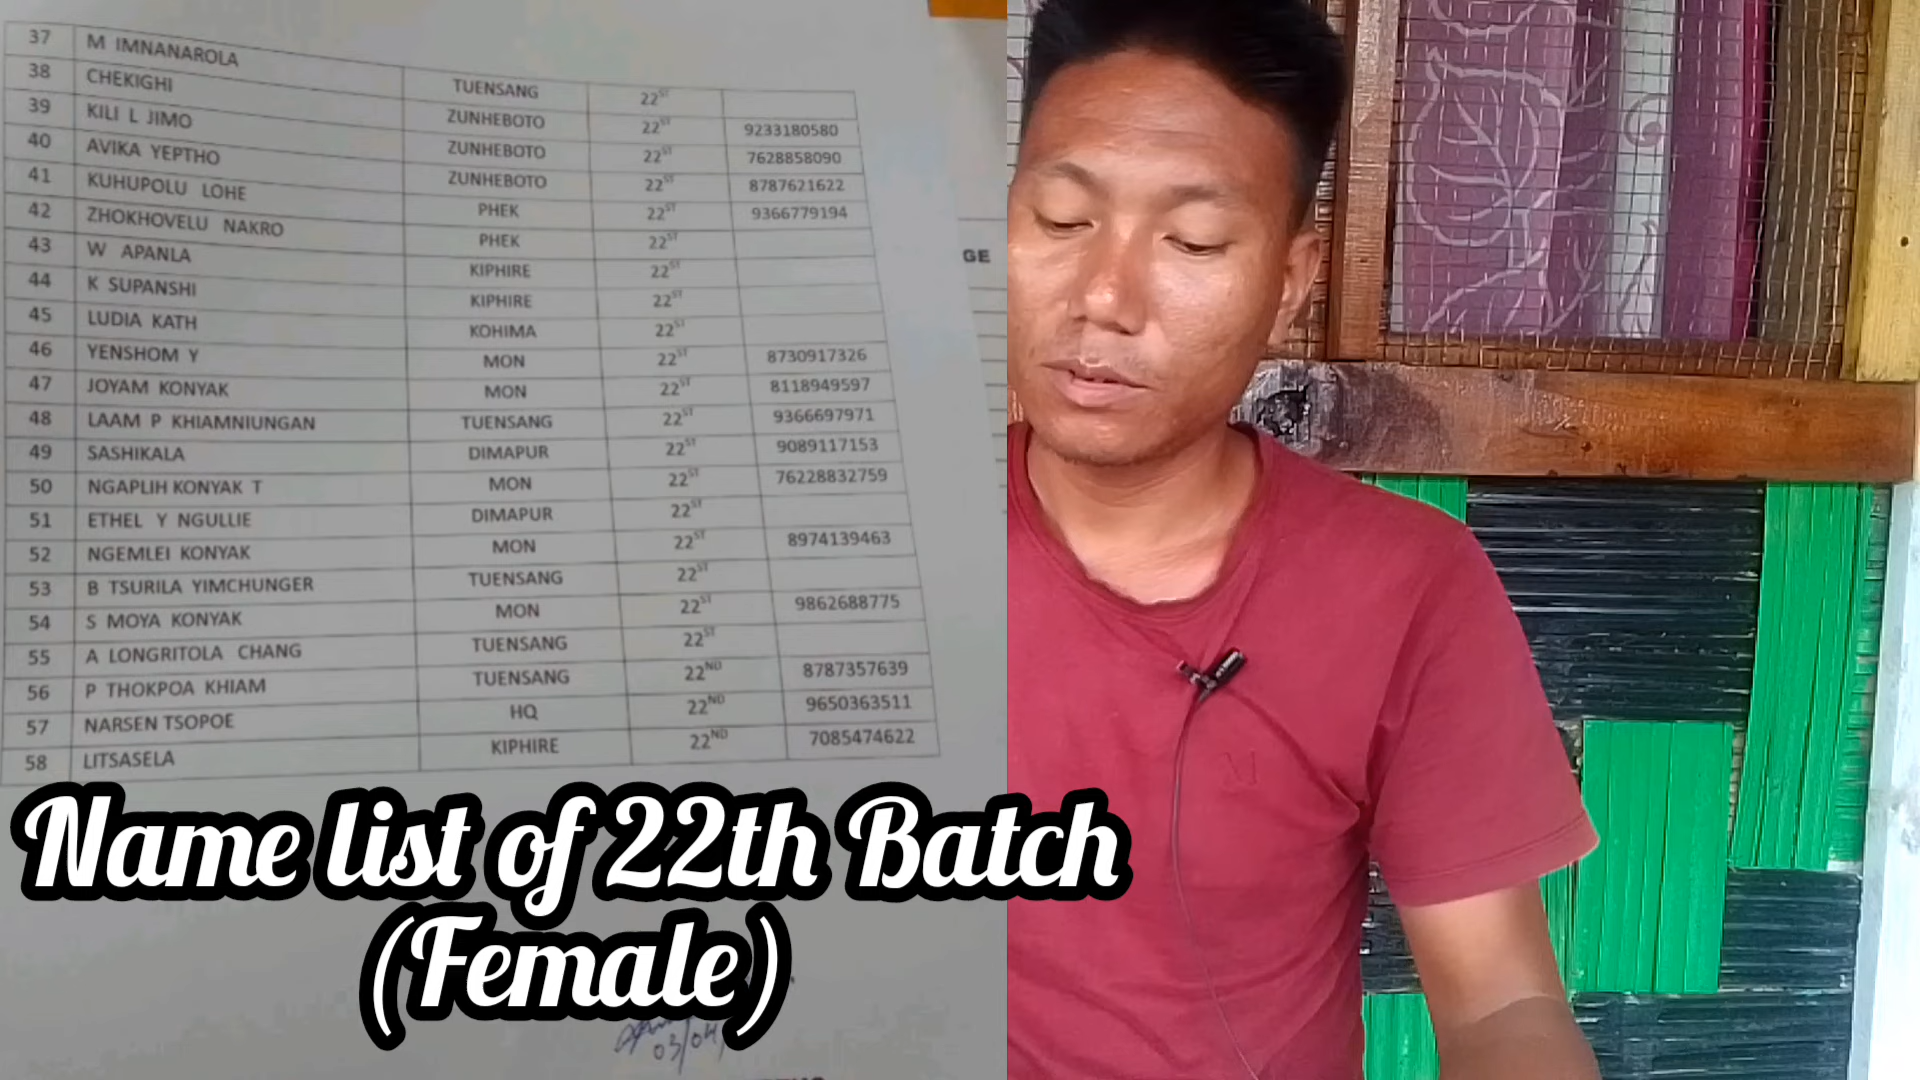 37 M IMNANAROLA TUENSANG 22ST
38 CHEKIGHI ZUNHEBOTO 22ST 9233180580
39 KILI L JIMO ZUNHEBOTO 22ST 7628858090
40 AVIKA YEPTHO ZUNHEBOTO 22ST 8787621622
41 KUHUPOLU LOHE PHEK 22ST 9366779194
42 ZHOKHOVELU NAKRO PHEK 22ST
43 W APANLA KIPHIRE 22ST
44 K SUPANSHI KIPHIRE 22ST
45 LUDIA KATH KOHIMA 22ST
46 YENSHOM Y MON 22ST 8730917326
47 JOYAM KONYAK MON 22ST 8118949597
48 LAAM P KHIAMNIUNGAN TUENSANG 22ST 9366697971
49 SASHIKALA DIMAPUR 22ST 9089117153
50 NGAPLIH KONYAK T MON 22ST 76228832759
51 ETHEL Y NGULLIE DIMAPUR 22ST
52 NGEMLEI KONYAK MON 22ST 8974139463
53 B TSURILA YIMCHUNGER TUENSANG 22ST
54 S MOYA KONYAK MON 22ST 9862688775
55 A LONGRITOLA CHANG TUENSANG 22ST
56 P THOKPOA KHIAM TUENSANG 22ND 8787357639
57 NARSEN TSOPOE HQ 22ND 9650363511
58 LITSASELA KIPHIRE 22ND 7085474622
GE
Name list of 22th Batch
(Female)
03/04/